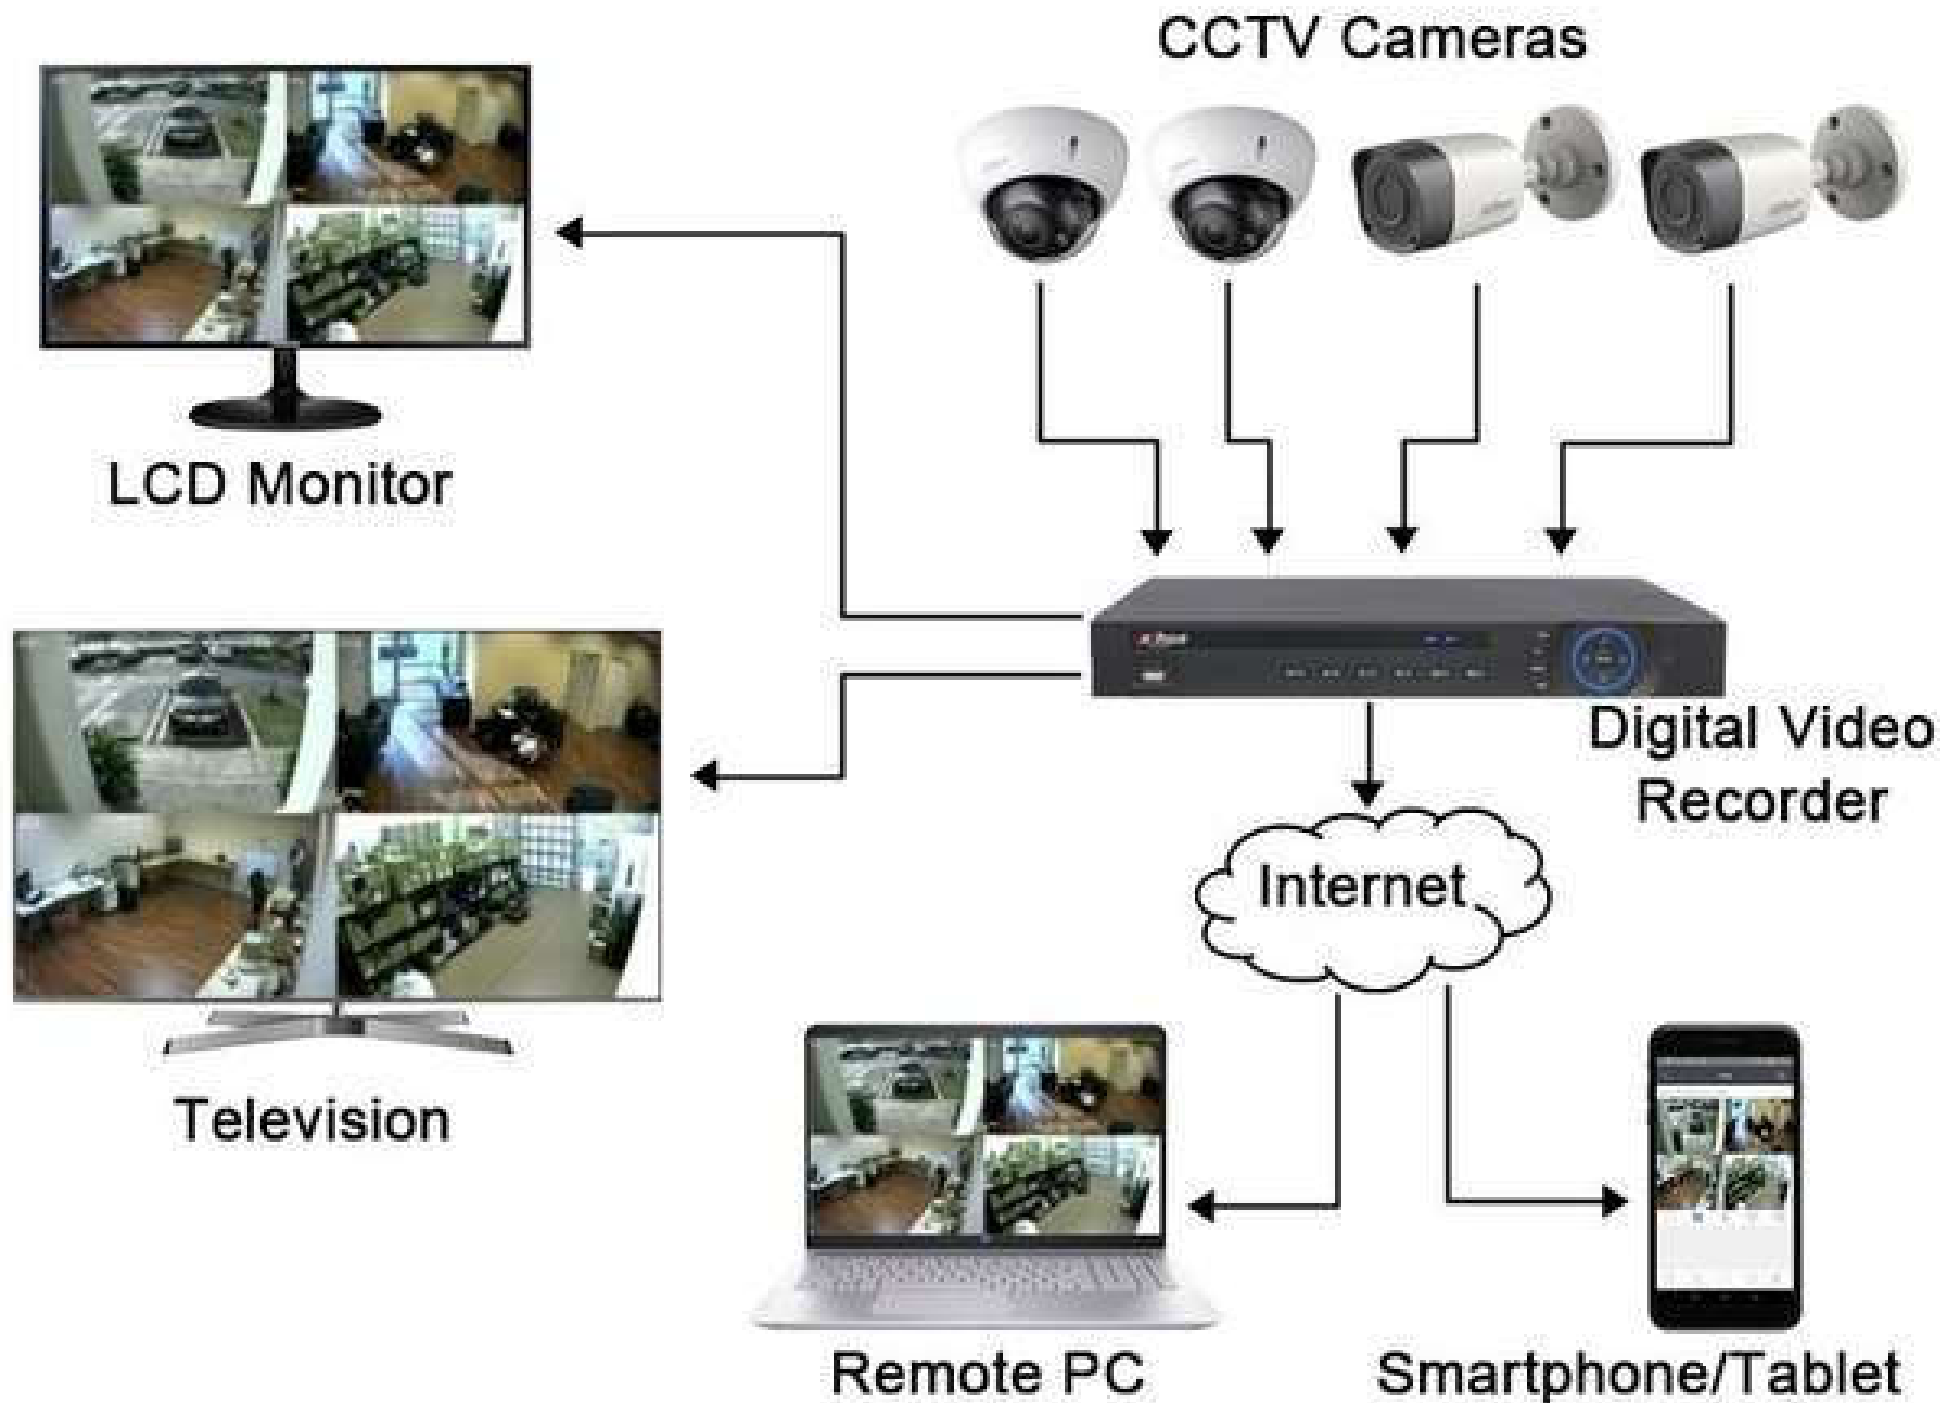 CCTV Cameras
LCD Monitor
Digital Video
Recorder
Internet
Television
Remote PC
Smartphone/Tablet